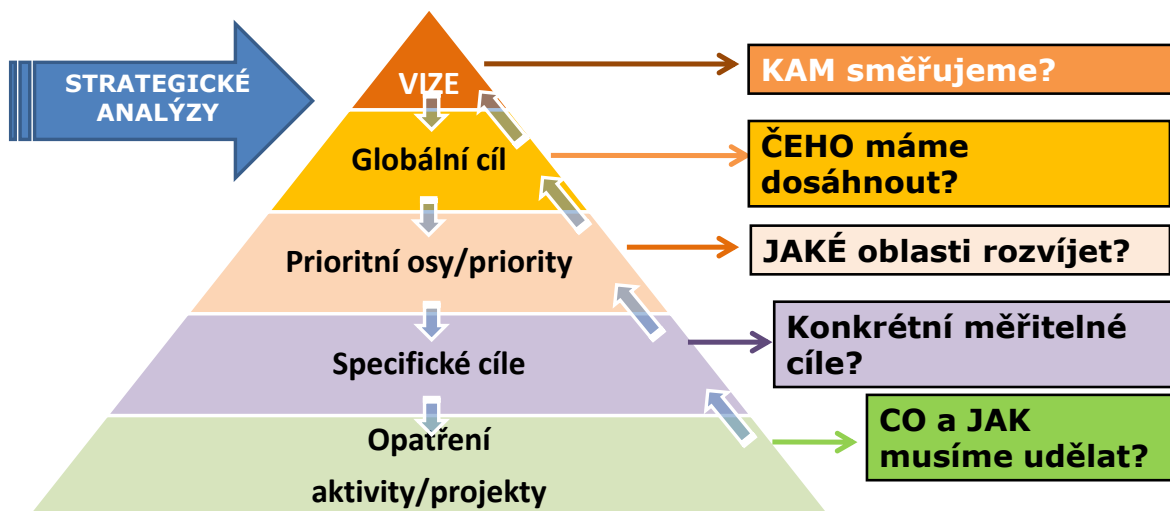 STRATEGICKÉ
ANALÝZY
VIZE
KAM směřujeme?
Globální cíl
ČEHO máme
dosáhnout?
Prioritní osy/priority
JAKÉ oblasti rozvíjet?
Specifické cíle
Konkrétní měřitelné
cíle?
Opatření
aktivity/projekty
CO a JAK
musíme udělat?